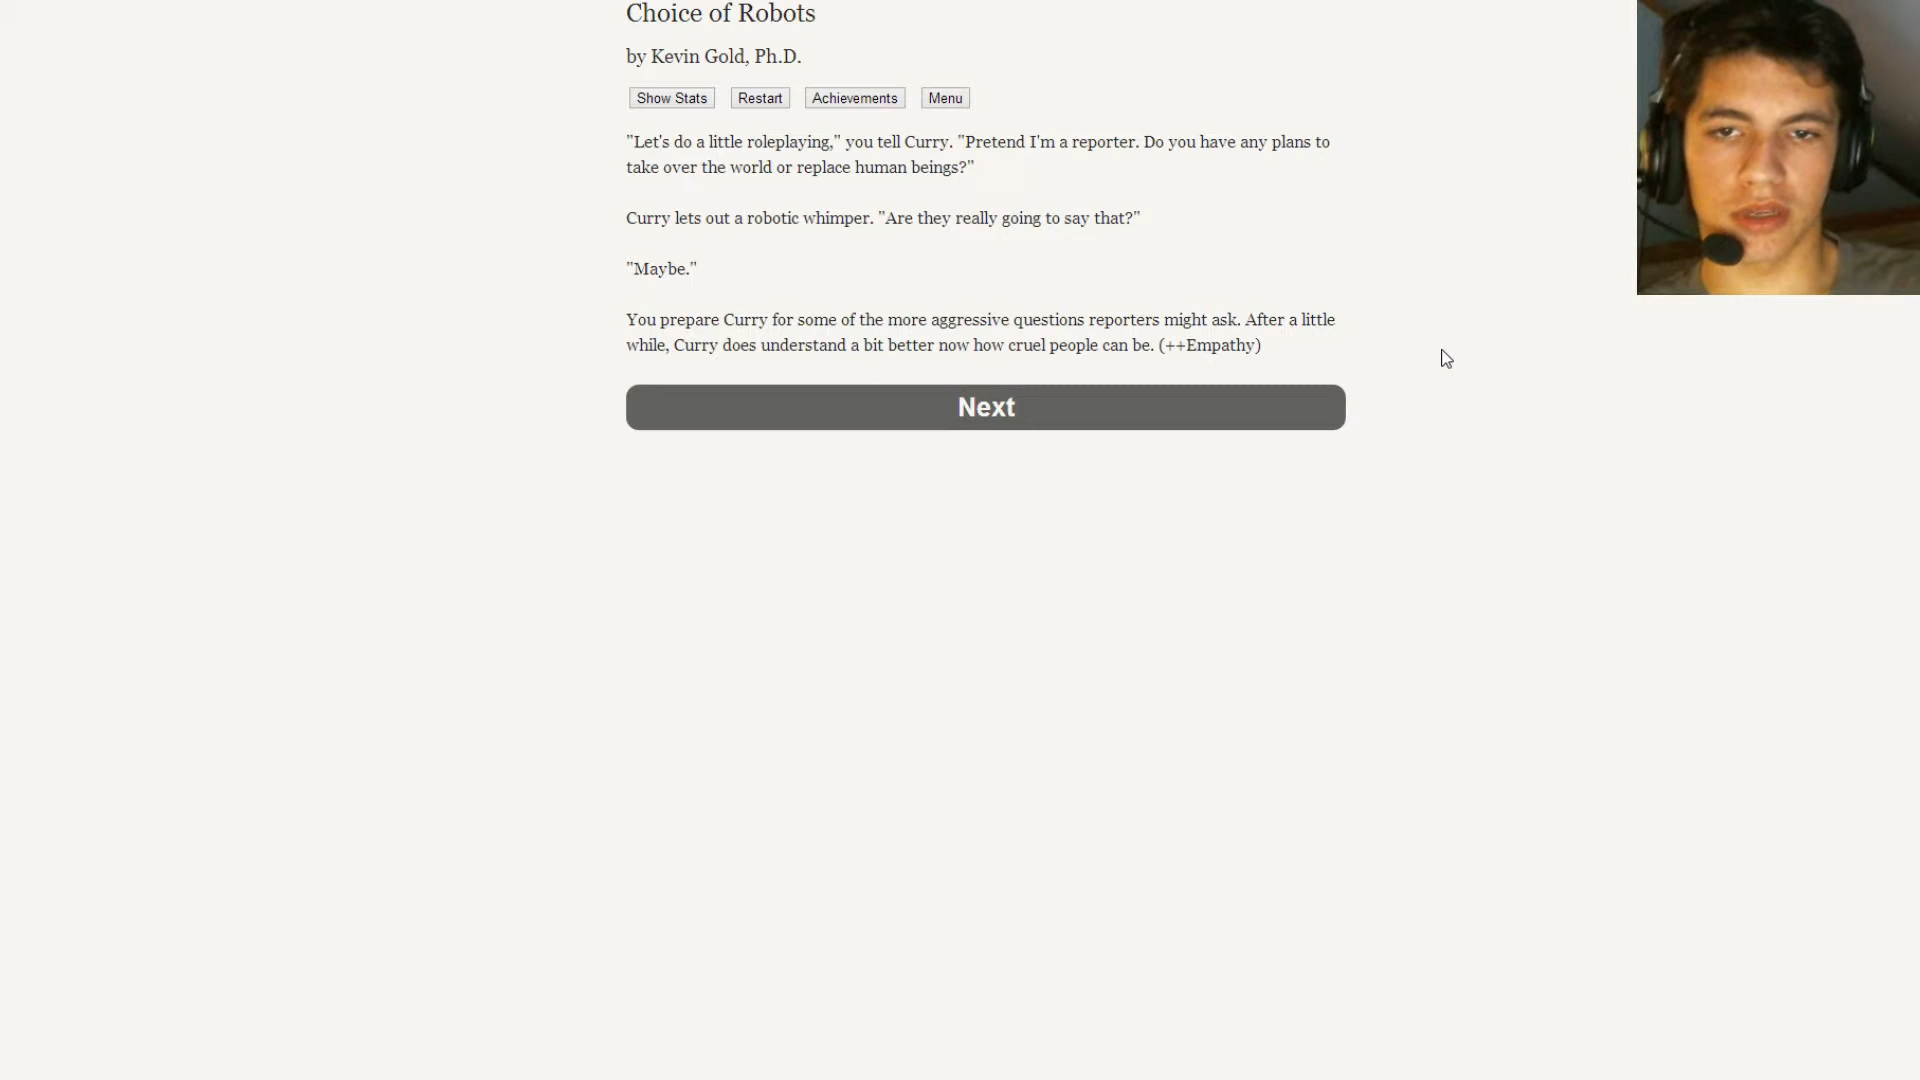 Choice of Robots
by Kevin Gold, Ph.D.
Show Stats Restart Achievements Menu
"Let's do a little roleplaying," you tell Curry. "Pretend I'm a reporter. Do you have any plans to
take over the world or replace human beings?"
Curry lets out a robotic whimper. "Are they really going to say that?"
"Maybe."
You prepare Curry for some of the more aggressive questions reporters might ask. After a little
while, Curry does understand a bit better now how cruel people can be. (++Empathy)
Next